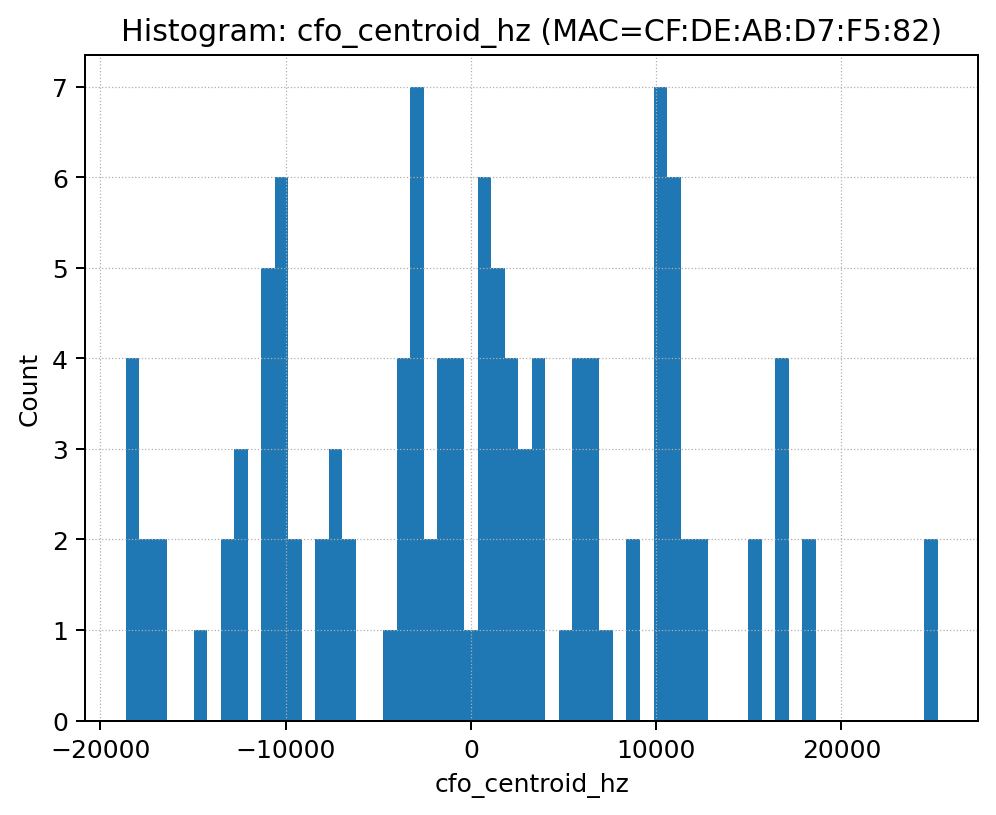 Histogram: cfo_centroid_hz (MAC=CF:DE:AB:D7:F5:82)
7
6
5
4
3
2
1
0
Count
−20000 −10000 0 10000 20000
cfo_centroid_hz